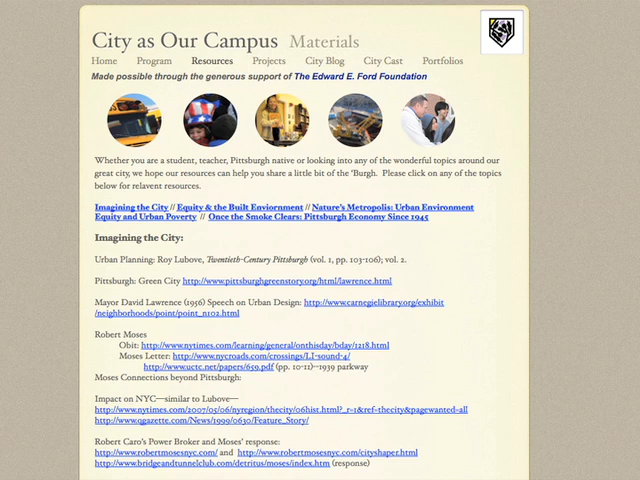 City as Our Campus Materials
Home Program Resources Projects City Blog City Cast Portfolios
Made possible through the generous support of The Edward E. Ford Foundation
Whether you are a student, teacher, Pittsburgh native or looking into any of the wonderful topics around our
great city, we hope our resources can help you share a little bit of the ‘Burgh. Please click on any of the topics
below for relavent resources.
Imagining the City // Equity & the Built Enviornment // Nature's Metropolis: Urban Environment
Equity and Urban Poverty // Once the Smoke Clears: Pittsburgh Economy Since 1945
Imagining the City:
Urban Planning: Roy Lubove, Twentieth-Century Pittsburgh (vol. 1, pp. 103-106); vol. 2.
Pittsburgh: Green City http://www.pittsburghgreenstory.org/html/lawrence.html
Mayor David Lawrence (1956) Speech on Urban Design: http://www.carnegielibrary.org/exhibit
/neighborhoods/point/point_n102.html
Robert Moses
Obit: http://www.nytimes.com/learning/general/onthisday/bday/1218.html
Moses Letter: http://www.nycroads.com/crossings/LI-sound-4/
http://www.uctc.net/papers/659.pdf (pp. 10-11)--1939 parkway
Moses Connections beyond Pittsburgh:
Impact on NYC—similar to Lubove—
http://www.nytimes.com/2007/05/06/nyregion/thecity/06hist.html?_r=1&ref=thecity&pagewanted=all
http://www.qgazette.com/News/1999/0630/Feature_Story/
Robert Caro's Power Broker and Moses' response:
http://www.robertmosesnyc.com/ and http://www.robertmosesnyc.com/cityshaper.html
http://www.bridgeandtunnelclub.com/detritus/moses/index.htm (response)